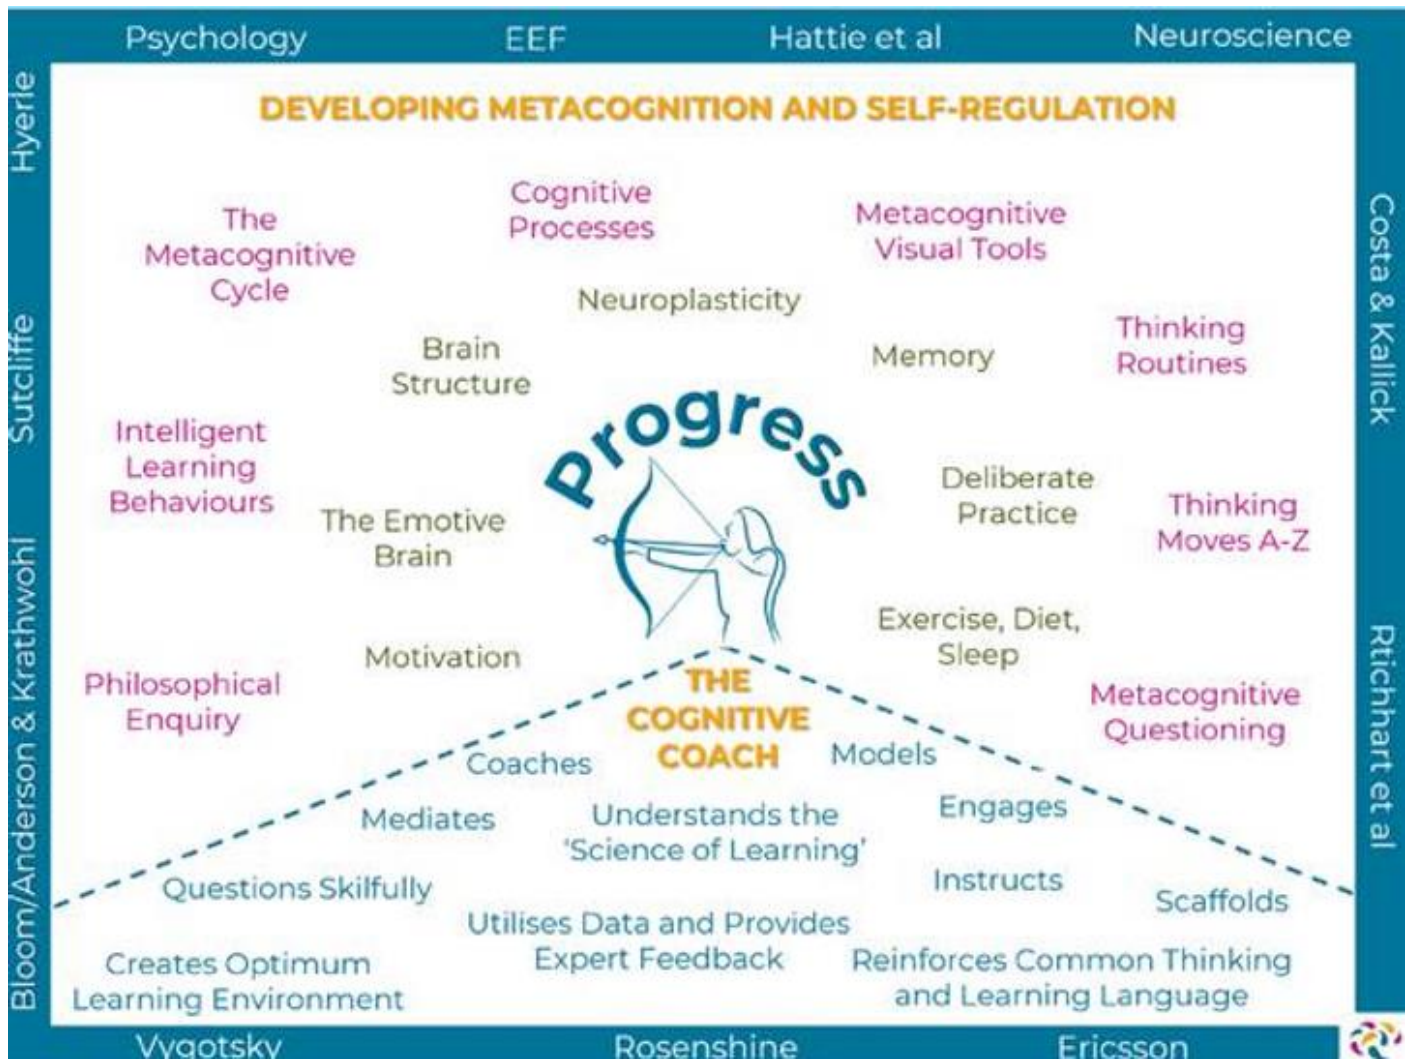 Psychology EEF Hattie et al Neuroscience
Hyerle
Sutcliffe
Bloom/Anderson & Krathwohl
DEVELOPING METACOGNITION AND SELF-REGULATION
The
Metacognitive
Cycle
Cognitive
Processes
Metacognitive
Visual Tools
Neuroplasticity
Brain
Structure
Memory
Thinking
Routines
Intelligent
Learning
Behaviours
Progress
The Emotive
Brain
Deliberate
Practice
Thinking
Moves A-Z
Motivation
Exercise, Diet,
Sleep
Philosophical
Enquiry
Metacognitive
Questioning
THE
COGNITIVE
COACH
Coaches
Models
Mediates
Understands the
'Science of Learning'
Engages
Questions Skilfully
Instructs
Scaffolds
Utilises Data and Provides
Expert Feedback
Creates Optimum
Learning Environment
Reinforces Common Thinking
and Learning Language
Costa & Kallick
Rtichhart et al
Vygotsky Rosenshine Ericsson